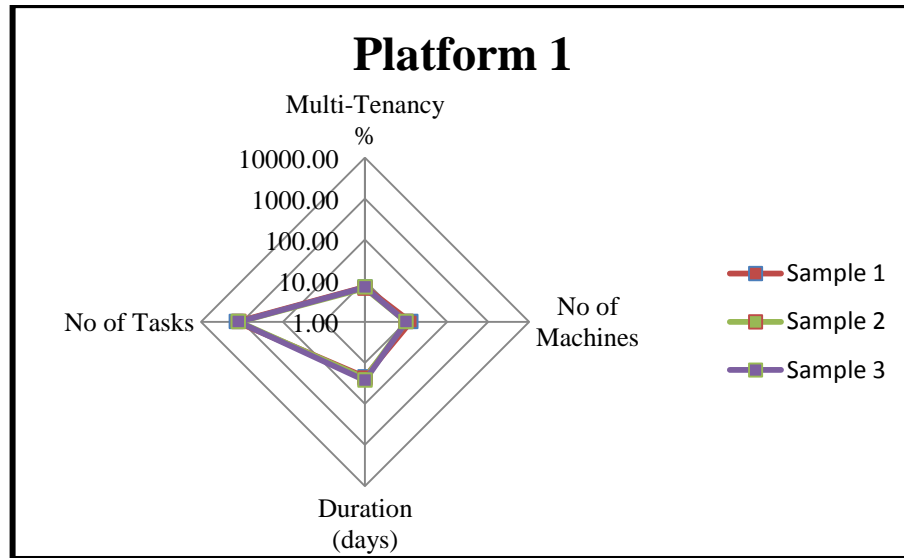 Platform 1
Multi-Tenancy
%
10000.00
1000.00
100.00
10.00
1.00
No of Tasks
No of
Machines
Duration
(days)
Sample 1
Sample 2
Sample 3